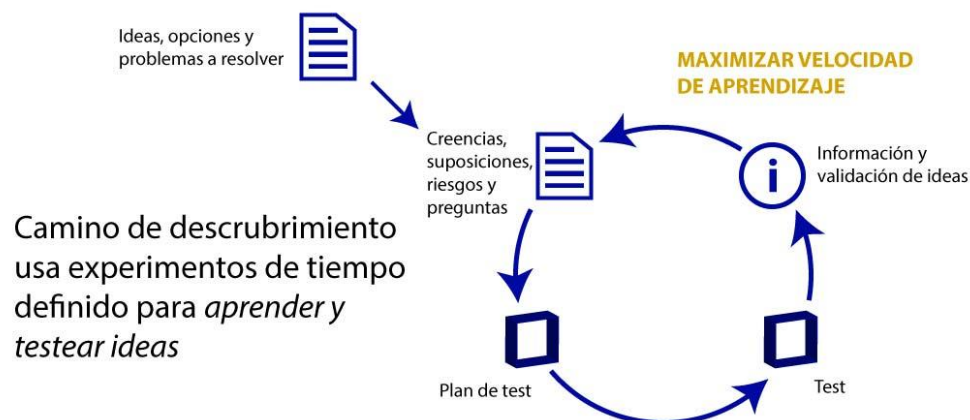 Ideas, opciones y
problemas a resolver
MAXIMIZAR VELOCIDAD
DE APRENDIZAJE
Creencias,
suposiciones,
riesgos y
preguntas
Información y
validación de ideas
Camino de descrubrimiento
usa experimentos de tiempo
definido para aprender y
testear ideas
Plan de test
Test